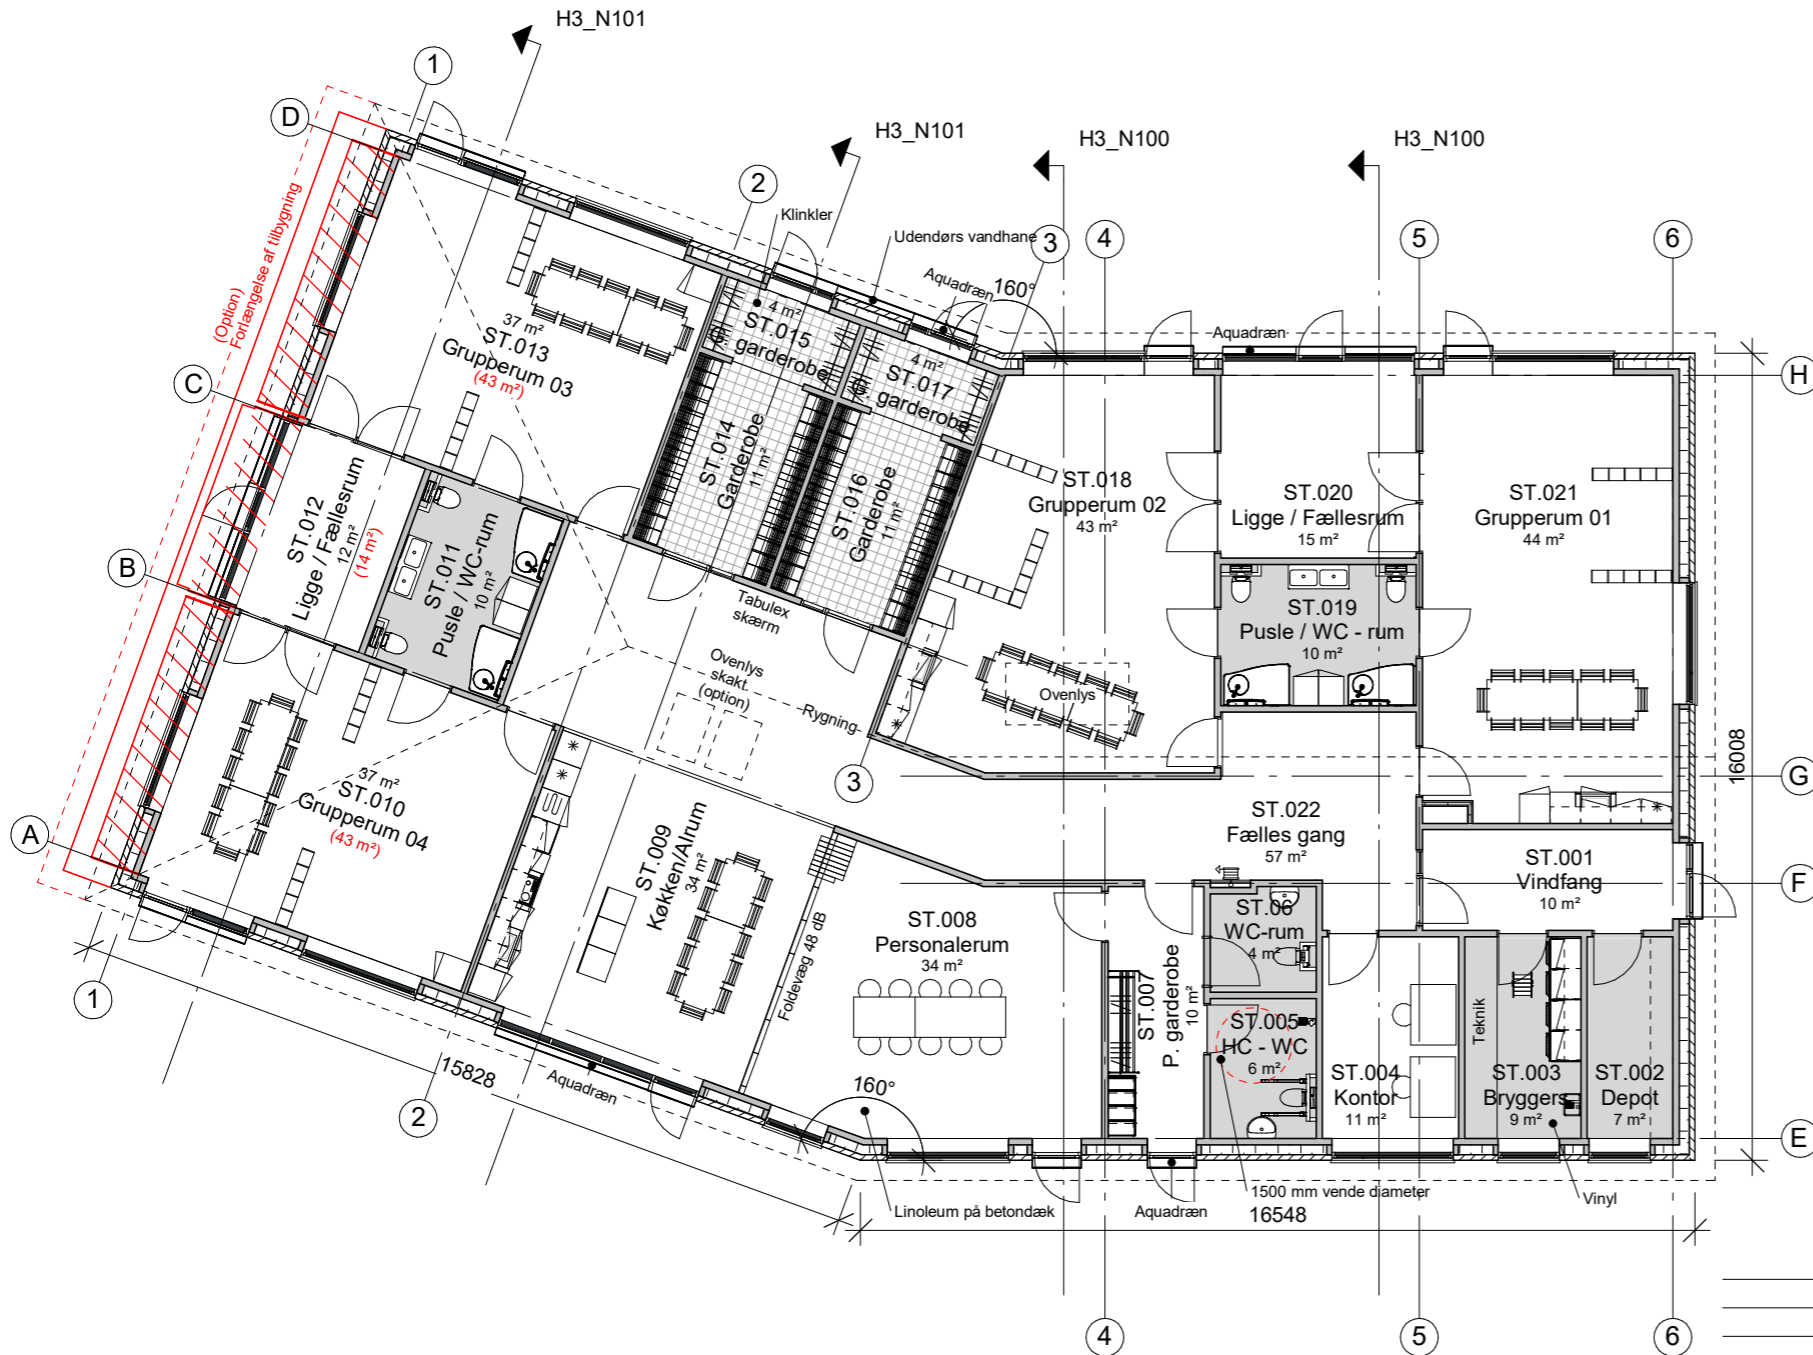 H3_N101
1
D
H3_N101
H3_N100
H3_N100
2
Klinkler
Udendørs vandhane
3
4
5
6
Aquadræn
160°
Aquadræn
(Option)
Forlængelse af tilbygning
4 m²
ST.015
garderobe
4 m²
ST.017
garderobe
37 m²
ST.013
Grupperum 03
(43 m²)
C
H
ST.014
Garderobe
11 m²
ST.016
Garderobe
11 m²
ST.018
Grupperum 02
43 m²
ST.020
Ligge / Fællesrum
15 m²
ST.021
Grupperum 01
44 m²
ST.012
Ligge / Fællesrum
12 m²
(14 m²)
ST.011
Pusle / WC-rum
10 m²
B
Tabulex
skærm
ST.019
Pusle / WC - rum
10 m²
Ovenlys
skakt.
(option)
Rygning
Ovenlys
16008
3
G
37 m²
ST.010
Grupperum 04
(43 m²)
A
ST.009
Køkken/Alrum
34 m²
Foldevæg 48 dB
ST.022
Fælles gang
57 m²
ST.001
Vindfang
10 m²
F
ST.008
Personalerum
34 m²
ST.06
WC-rum
4 m²
ST.007
P. garderobe
10 m²
ST.005
HC - WC
6 m²
ST.004
Kontor
11 m²
Teknik
ST.003
Bryggers
9 m²
ST.002
Depot
7 m²
1
15828
2
Aquadræn
160°
E
Linoleum på betondæk
Aquadræn
1500 mm vende diameter
16548
Vinyl
4
5
6